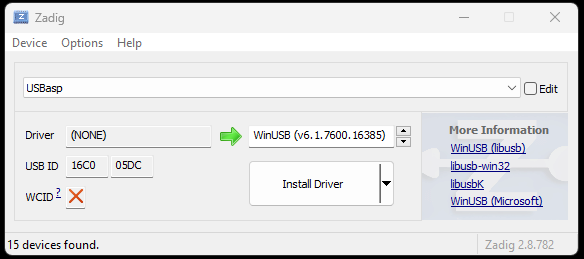 Zadig
Device Options Help
USBasp
Edit
Driver (NONE) WinUSB (v6.1.7600.16385)
USB ID 16C0 05DC
WCID ?
Install Driver
More Information
WinUSB (libusb)
libusb-win32
libusbK
WinUSB (Microsoft)
15 devices found. Zadig 2.8.782